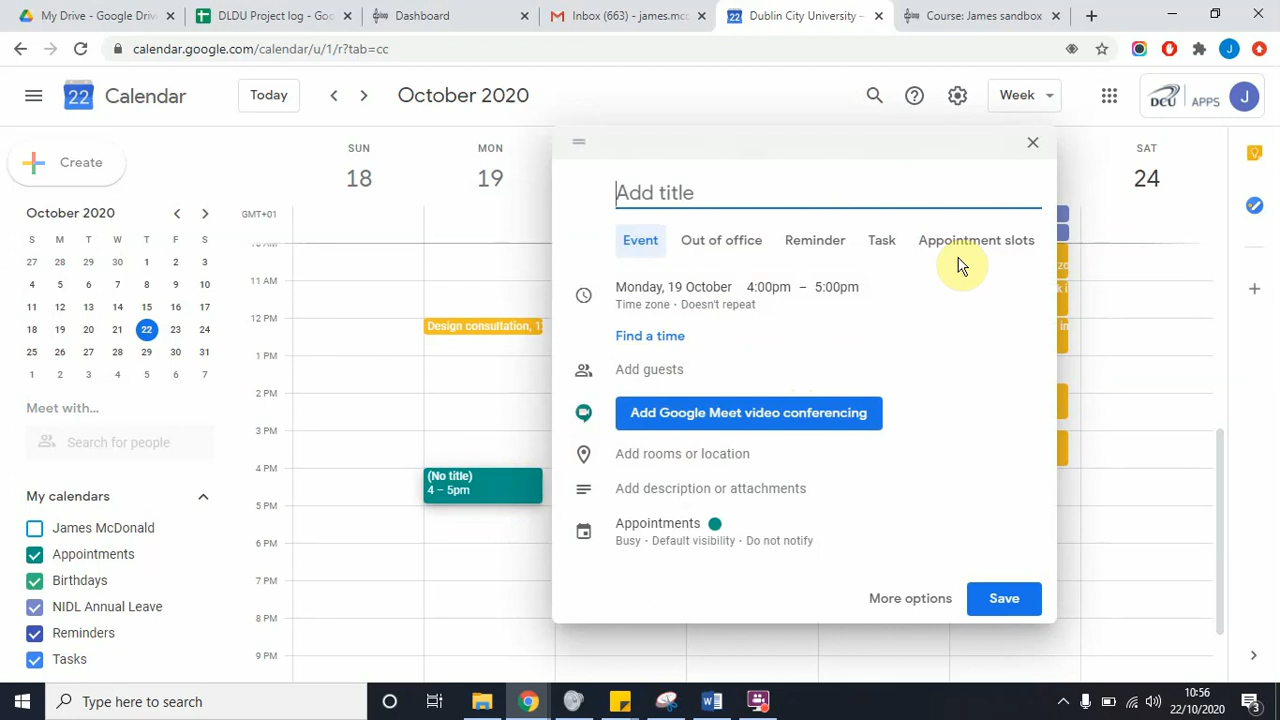 My Drive - Google Driv
DLDU Project log - Goo
Dashboard
Inbox (663) - james.mcc
Dublin City University -
Course: James sandbox
calendar.google.com/calendar/u/1/r?tab=cc
J
22
Calendar
Today
October 2020
Week
DCU
APPS
J
Create
SUN
18
MON
19
SAT
24
October 2020
GMT+01
S M T W T F S
27 28 29 30 1 2 3
4 5 6 7 8 9 10
11 12 13 14 15 16 17
18 19 20 21 22 23 24
25 26 27 28 29 30 31
1 2 3 4 5 6 7
Meet with...
Search for people
My calendars
James McDonald
Appointments
Birthdays
NIDL Annual Leave
Reminders
Tasks
11 AM
12 PM
1 PM
2 PM
3 PM
4 PM
5 PM
6 PM
7 PM
8 PM
9 PM
Design consultation, 1
(No title)
4 – 5pm
Add title
Event
Out of office
Reminder
Task
Appointment slots
Monday, 19 October 4:00pm – 5:00pm
Time zone · Doesn't repeat
Find a time
Add guests
Add Google Meet video conferencing
Add rooms or location
Add description or attachments
Appointments
Busy · Default visibility · Do not notify
More options
Save
Type here to search
10:56
22/10/2020
3